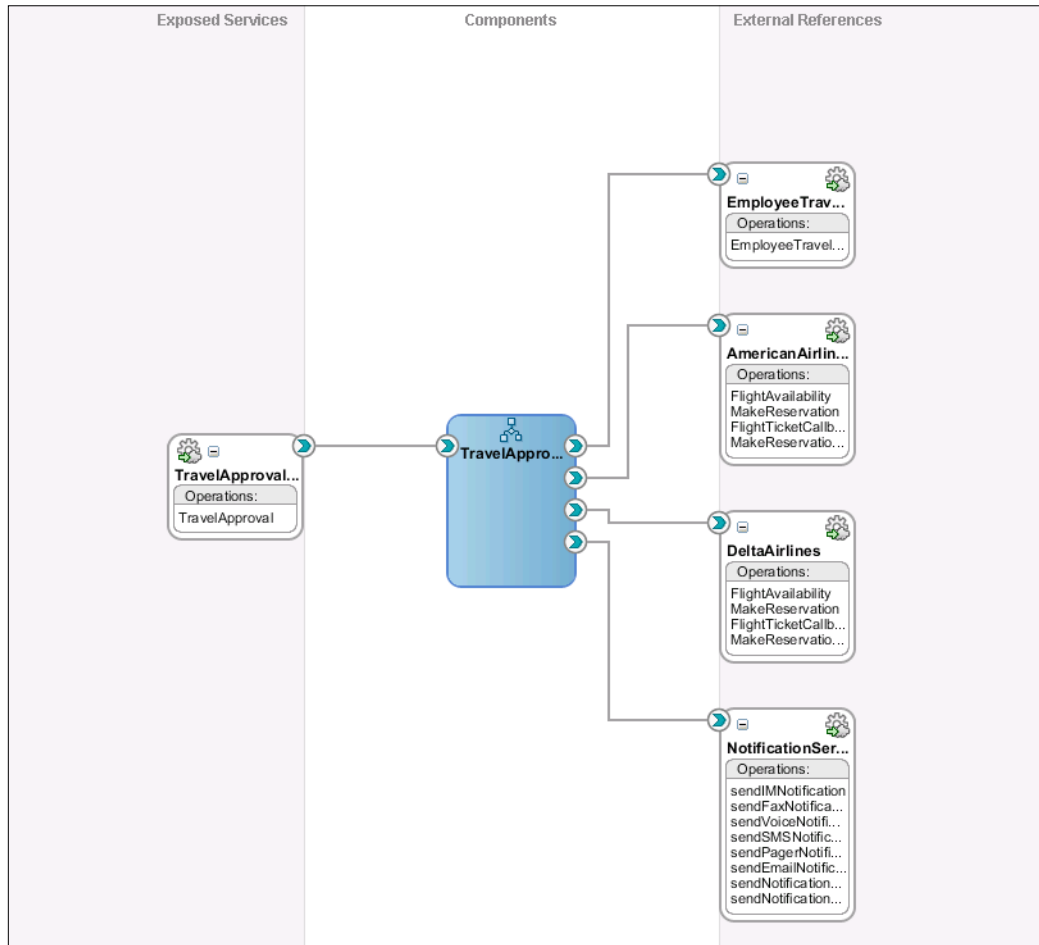 Exposed Services
Components
External References
EmployeeTrav...
Operations:
EmployeeTravel...
AmericanAirlin...
Operations:
FlightAvailability
MakeReservation
FlightTicketCallb...
MakeReservatio...
TravelApproval...
Operations:
TravelApproval
TravelAppro...
DeltaAirlines
Operations:
FlightAvailability
MakeReservation
FlightTicketCallb...
MakeReservatio...
NotificationSer...
Operations:
sendIMNotification
sendFaxNotifica...
sendVoiceNotifi...
sendSMSNotific...
sendPagerNotifi...
sendEmailNotific...
sendNotification...
sendNotification...